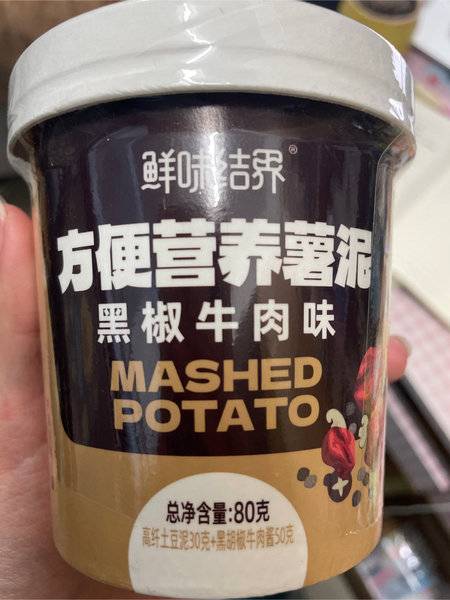 鲜味结界®
方便营养薯泥
黑椒牛肉味
MASHED
POTATO
总净含量:80克
高纤土豆泥30克+黑胡椒牛肉酱50克